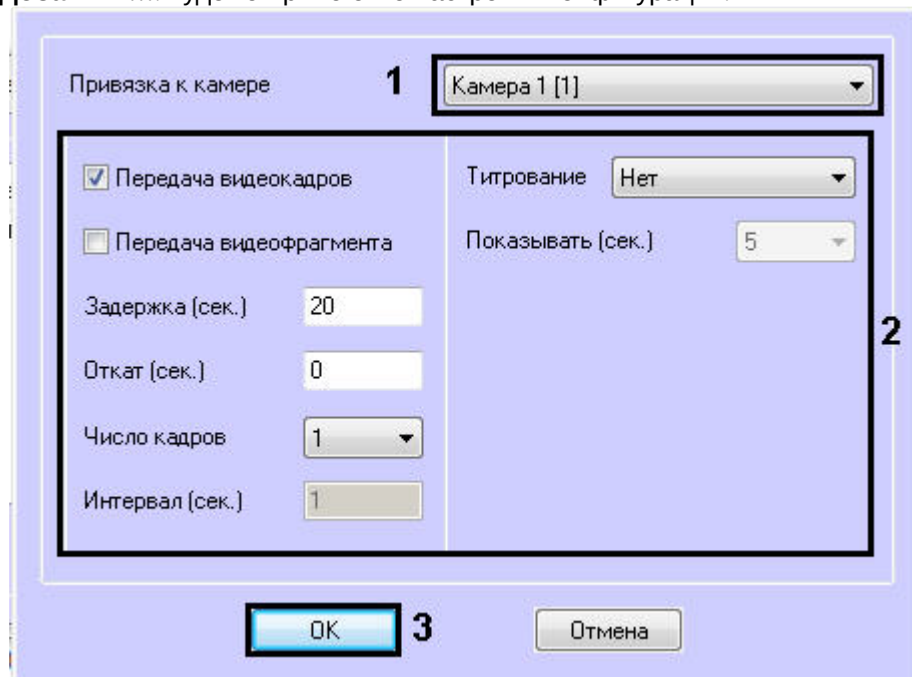 Привязка к камере 1 Камера 1 [1]
Передача видеокадров
Передача видеофрагмента
Задержка (сек.) 20
Откат (сек.) 0
Число кадров 1
Интервал (сек.) 1
Титрование Нет
Показывать (сек.) 5
2
OK 3 Отмена